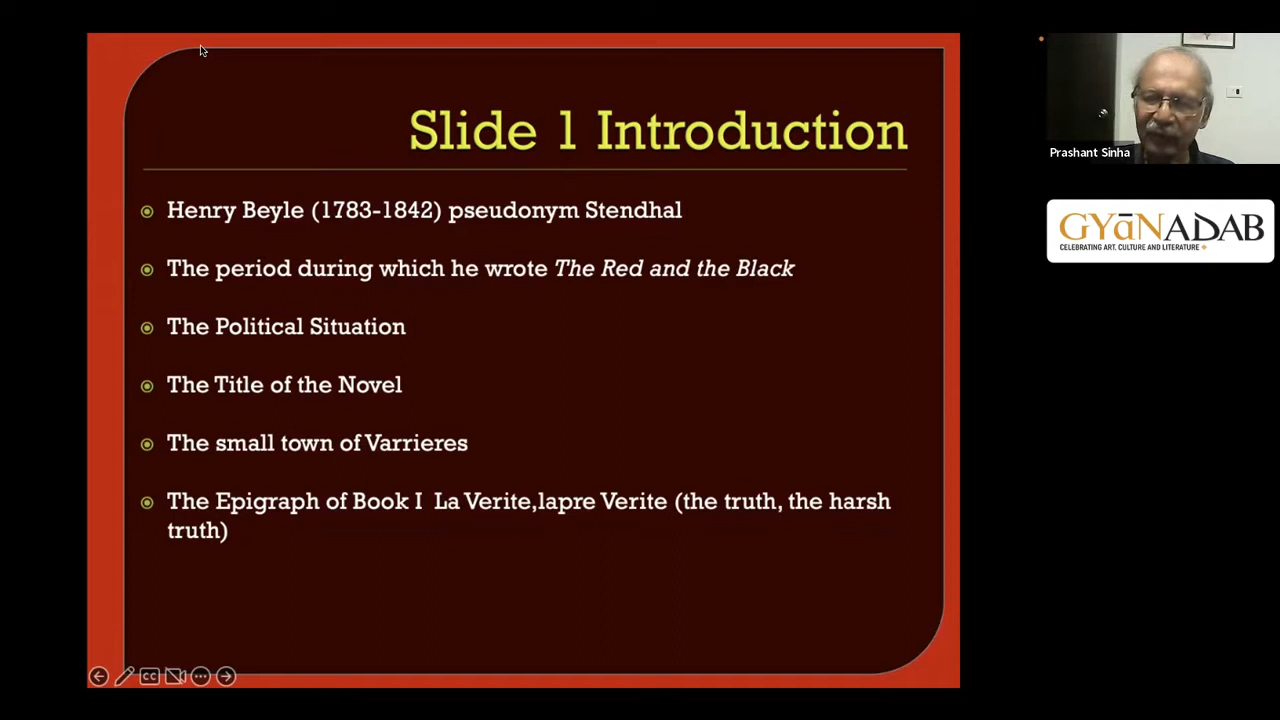 Slide 1 Introduction
Henry Beyle (1783-1842) pseudonym Stendhal
The period during which he wrote The Red and the Black
The Political Situation
The Title of the Novel
The small town of Varrieres
The Epigraph of Book I La Verite,lapre Verite (the truth, the harsh
truth)
CC
Prashant Sinha
GYāNADAB
CELEBRATING ART, CULTURE AND LITERATURE